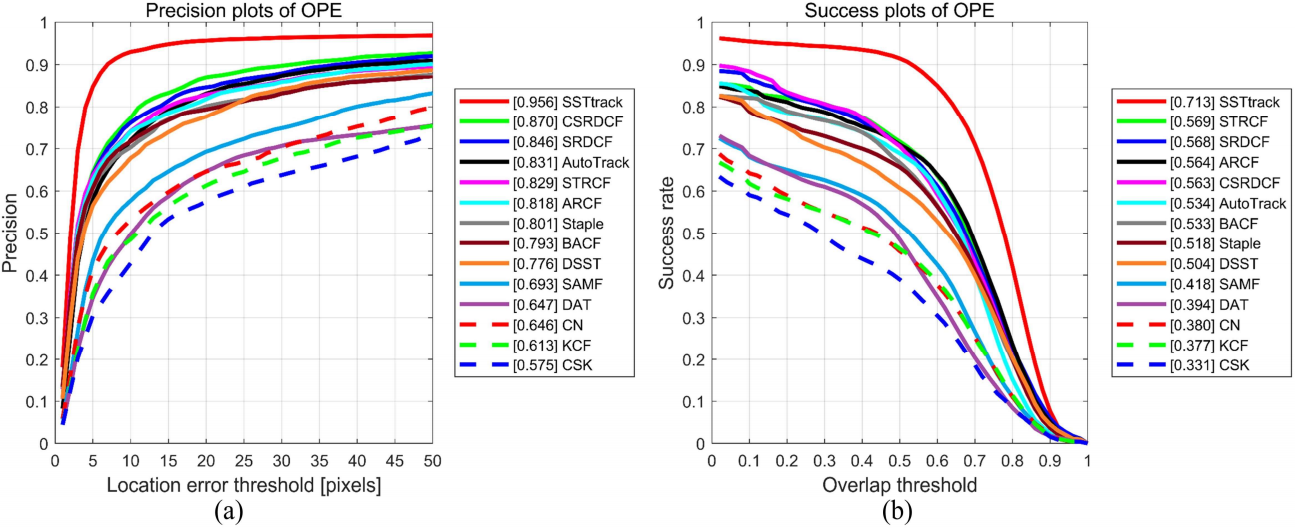 Precision plots of OPE
1
0.9
0.8
0.7
0.6
0.5
0.4
0.3
0.2
0.1
0
Precision
0 5 10 15 20 25 30 35 40 45 50
Location error threshold [pixels]
(a)
[0.956] SSTtrack
[0.870] CSRDCF
[0.846] SRDCF
[0.831] AutoTrack
[0.829] STRCF
[0.818] ARCF
[0.801] Staple
[0.793] BACF
[0.776] DSST
[0.693] SAMF
[0.647] DAT
[0.646] CN
[0.613] KCF
[0.575] CSK
Success plots of OPE
1
0.9
0.8
0.7
0.6
0.5
0.4
0.3
0.2
0.1
0
Success rate
0 0.1 0.2 0.3 0.4 0.5 0.6 0.7 0.8 0.9 1
Overlap threshold
(b)
[0.713] SSTtrack
[0.569] STRCF
[0.568] SRDCF
[0.564] ARCF
[0.563] CSRDCF
[0.534] AutoTrack
[0.533] BACF
[0.518] Staple
[0.504] DSST
[0.418] SAMF
[0.394] DAT
[0.380] CN
[0.377] KCF
[0.331] CSK